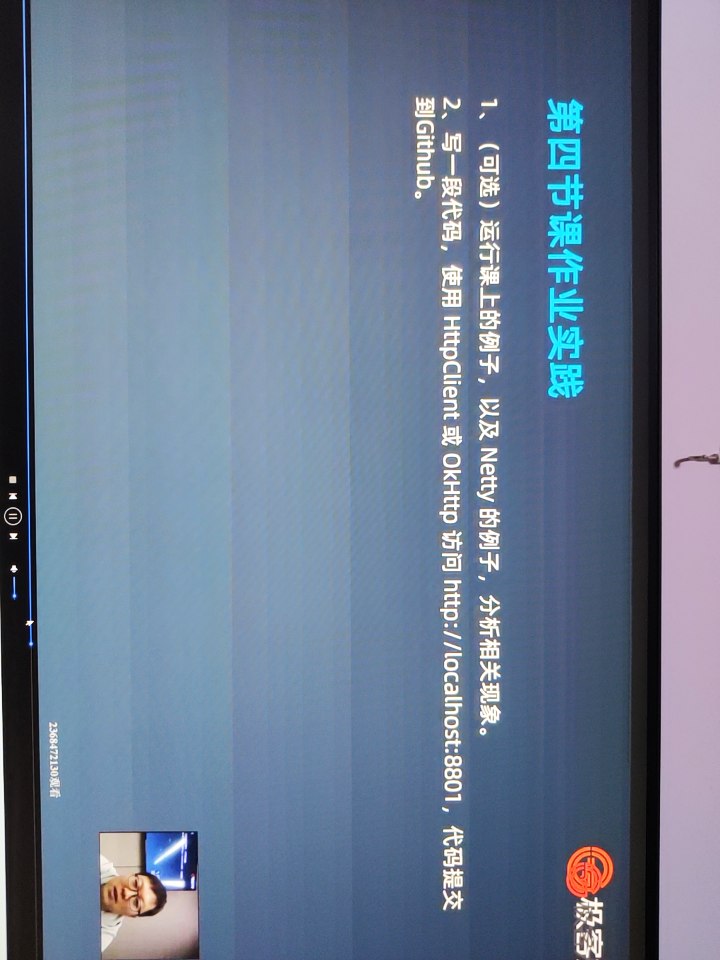 第四节课作业实践
极客
1、（可选）运行课上的例子，以及 Netty 的例子，分析相关现象。
2、写一段代码，使用 HttpClient 或 OkHttp 访问 http://localhost:8801，代码提交
到Github。
2368472130观看